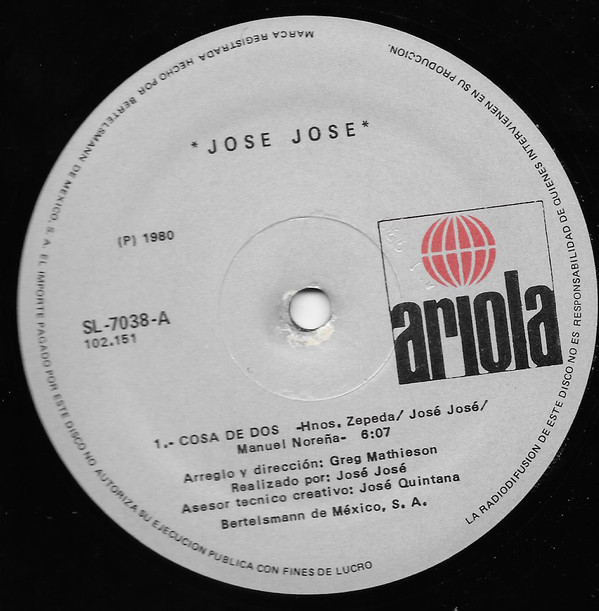 * JOSE JOSE *
(P) 1980
SL-7038-A
102.151
ariola
1.- COSA DE DOS -Hnos. Zepeda/ José José/
Manuel Noreña- 6:07
Arreglo y dirección: Greg Mathieson
Realizado por: José José
Asesor tecnico creativo: José Quintana
Bertelsmann de México, S. A.
MARCA REGISTRADA HECHO POR BERTELSMANN DE MEXICO, S. A. EL IMPORTE PAGADO POR ESTE DISCO NO AUTORIZA SU EJECUCION PUBLICA CON FINES DE LUCRO
LA RADIODIFUSION DE ESTE DISCO NO ES RESPONSABILIDAD DE QUIENES INTERVIENEN EN SU PRODUCCION.